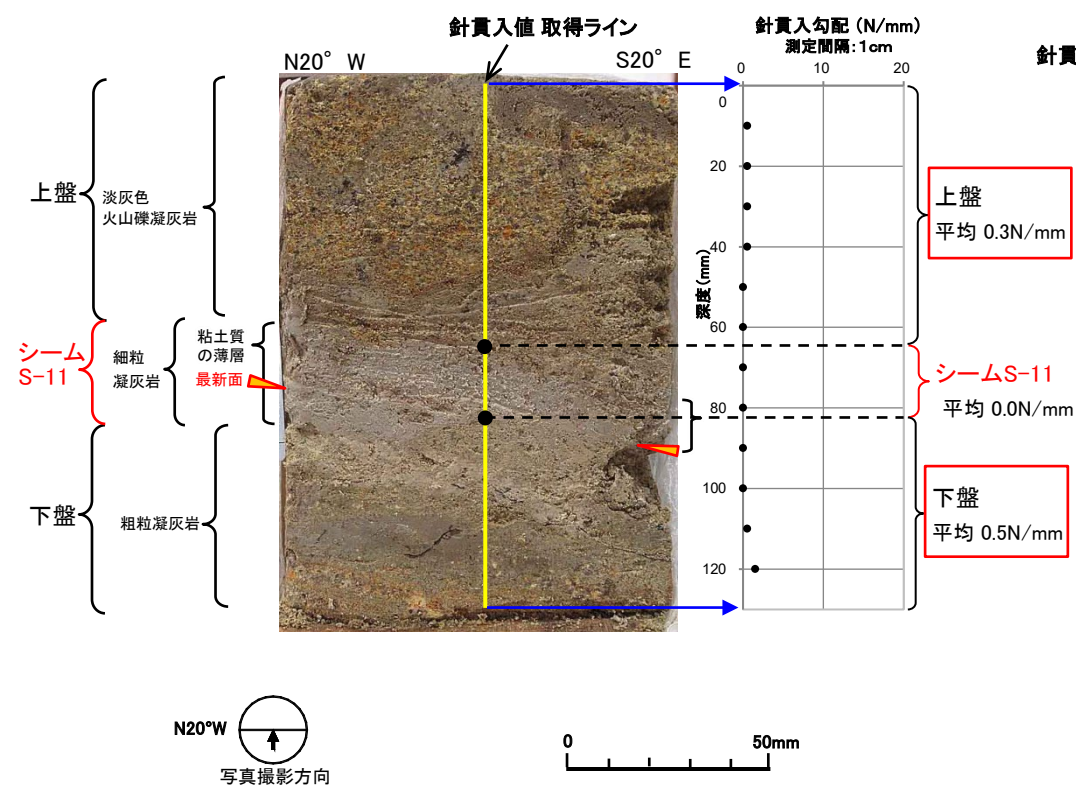 針貫入値 取得ライン
N20° W
S20° E
針貫入勾配 (N/mm)
測定間隔：1cm
針貫
0 10 20
0
20
40
60
80
100
120
深度(mm)
上盤
淡灰色
火山礫凝灰岩
シーム
S-11
細粒
凝灰岩
粘土質
の薄層
最新面
下盤
粗粒凝灰岩
上盤
平均 0.3N/mm
シームS-11
平均 0.0N/mm
下盤
平均 0.5N/mm
N20°W
写真撮影方向
0 50mm